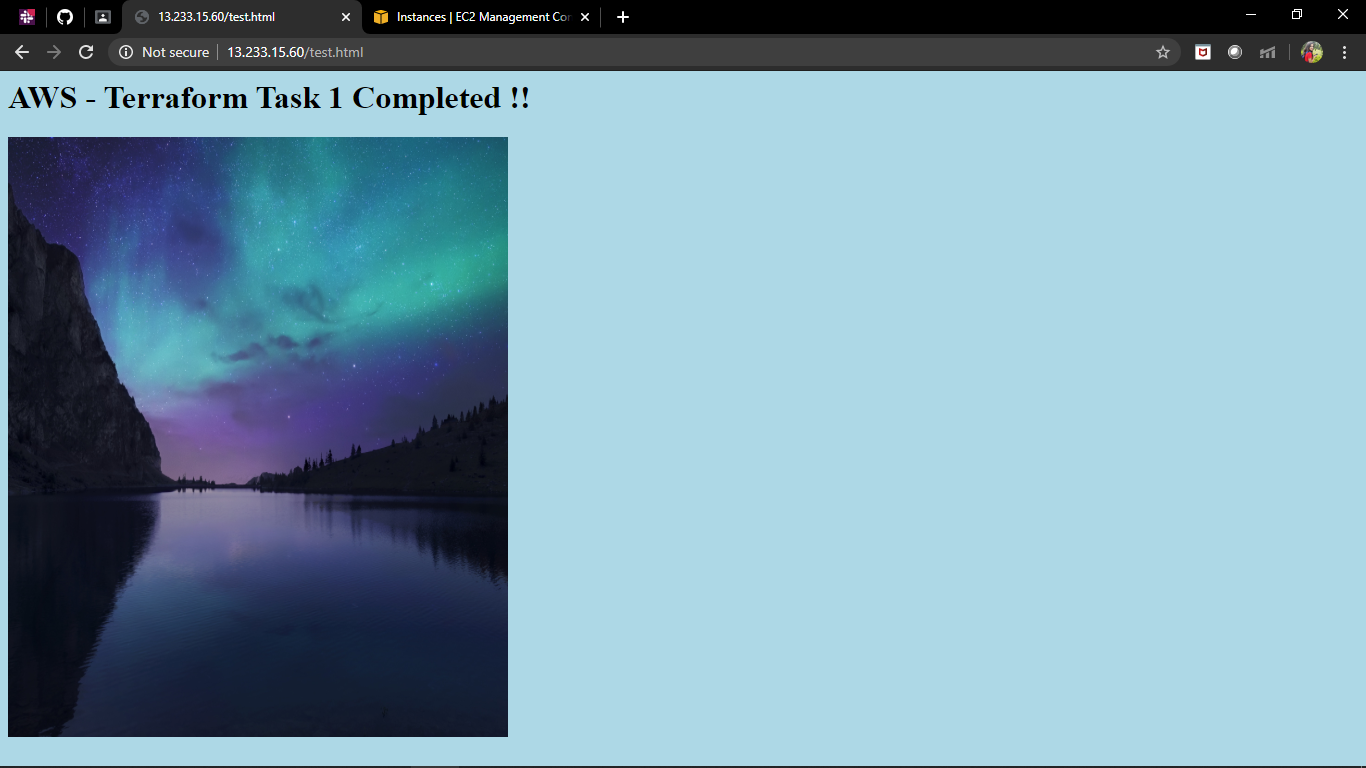 13.233.15.60/test.html
Instances | EC2 Management Co
Not secure
13.233.15.60/test.html
AWS - Terraform Task 1 Completed !!